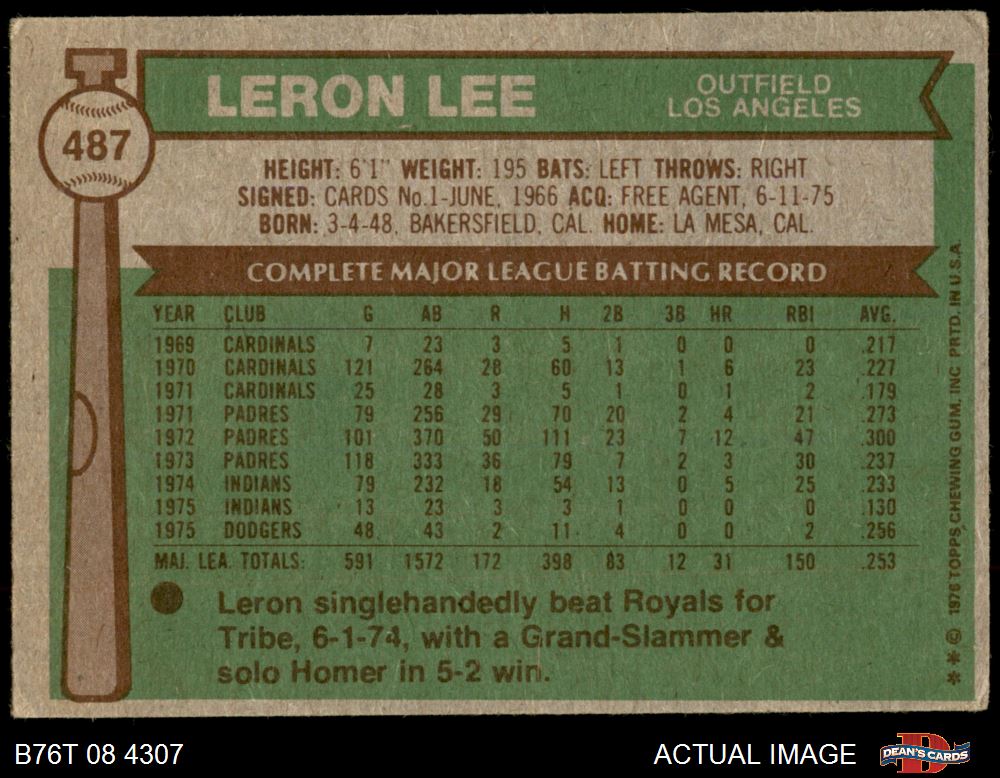 487
LERON LEE
OUTFIELD
LOS ANGELES
HEIGHT: 6'1" WEIGHT: 195 BATS: LEFT THROWS: RIGHT
SIGNED: CARDS No.1-JUNE, 1966 ACQ: FREE AGENT, 6-11-75
BORN: 3-4-48, BAKERSFIELD, CAL. HOME: LA MESA, CAL.
COMPLETE MAJOR LEAGUE BATTING RECORD
YEAR CLUB G AB R H 2B 3B HR RBI AVG.
1969 CARDINALS 7 23 3 5 1 0 0 0 .217
1970 CARDINALS 121 264 28 60 13 1 6 23 .227
1971 CARDINALS 25 28 3 5 1 0 1 2 .179
1971 PADRES 79 256 29 70 20 2 4 21 .273
1972 PADRES 101 370 50 111 23 7 12 47 .300
1973 PADRES 118 333 36 79 7 2 3 30 .237
1974 INDIANS 79 232 18 54 13 0 5 25 .233
1975 INDIANS 13 23 3 3 1 0 0 0 .130
1975 DODGERS 48 43 2 11 4 0 0 2 .256
MAJ. LEA. TOTALS: 591 1572 172 398 83 12 31 150 .253
Leron singlehandedly beat Royals for
Tribe, 6-1-74, with a Grand-Slammer &
solo Homer in 5-2 win.
**© 1976 TOPPS CHEWING GUM, INC PRTD. IN U.S.A.
B76T 08 4307
ACTUAL IMAGE
DEAN'S CARDS